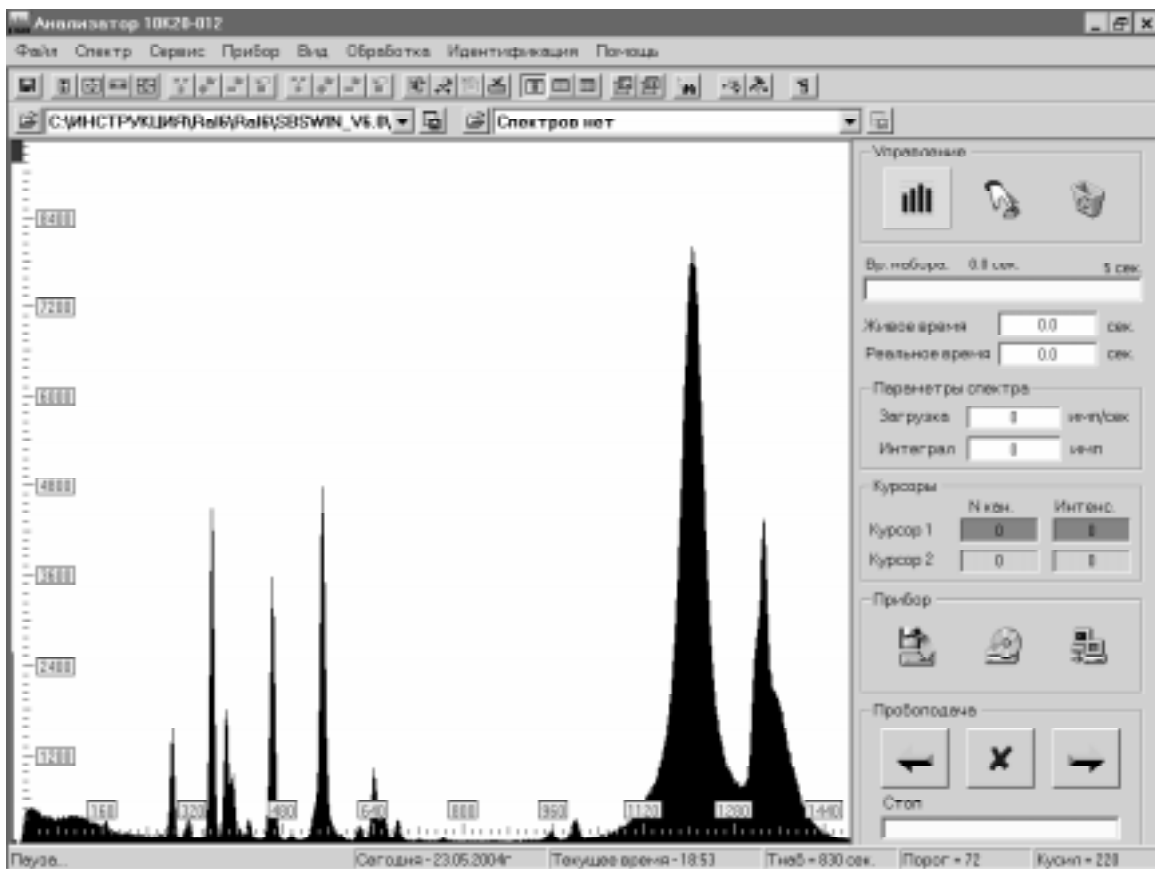 Анализатор 10К20-012
Файл Спектр Сервис Прибор Вид Обработка Идентификация Помощь
C:\ИНСТРУКЦИЯ\Ral6\Ral6\SBSWIN_V6.0\ Спектров нет
Управление
Вр. набора. 0.0 сек. 5 сек.
Живое время 0.0 сек.
Реальное время 0.0 сек.
Параметры спектра
Загрузка 0 имп/сек
Интеграл 0 имп
Курсоры
N кан. Интенс.
Курсор 1 0 0
Курсор 2 0 0
Прибор
Пробоподача
Стоп
8400
7200
6000
4800
3600
2400
1200
160 320 480 640 800 960 1120 1280 1440
Пауза... Сегодня - 23.05.2004г Текущее время - 18:53 Тнаб = 830 сек. Порог = 72 Кусил = 220